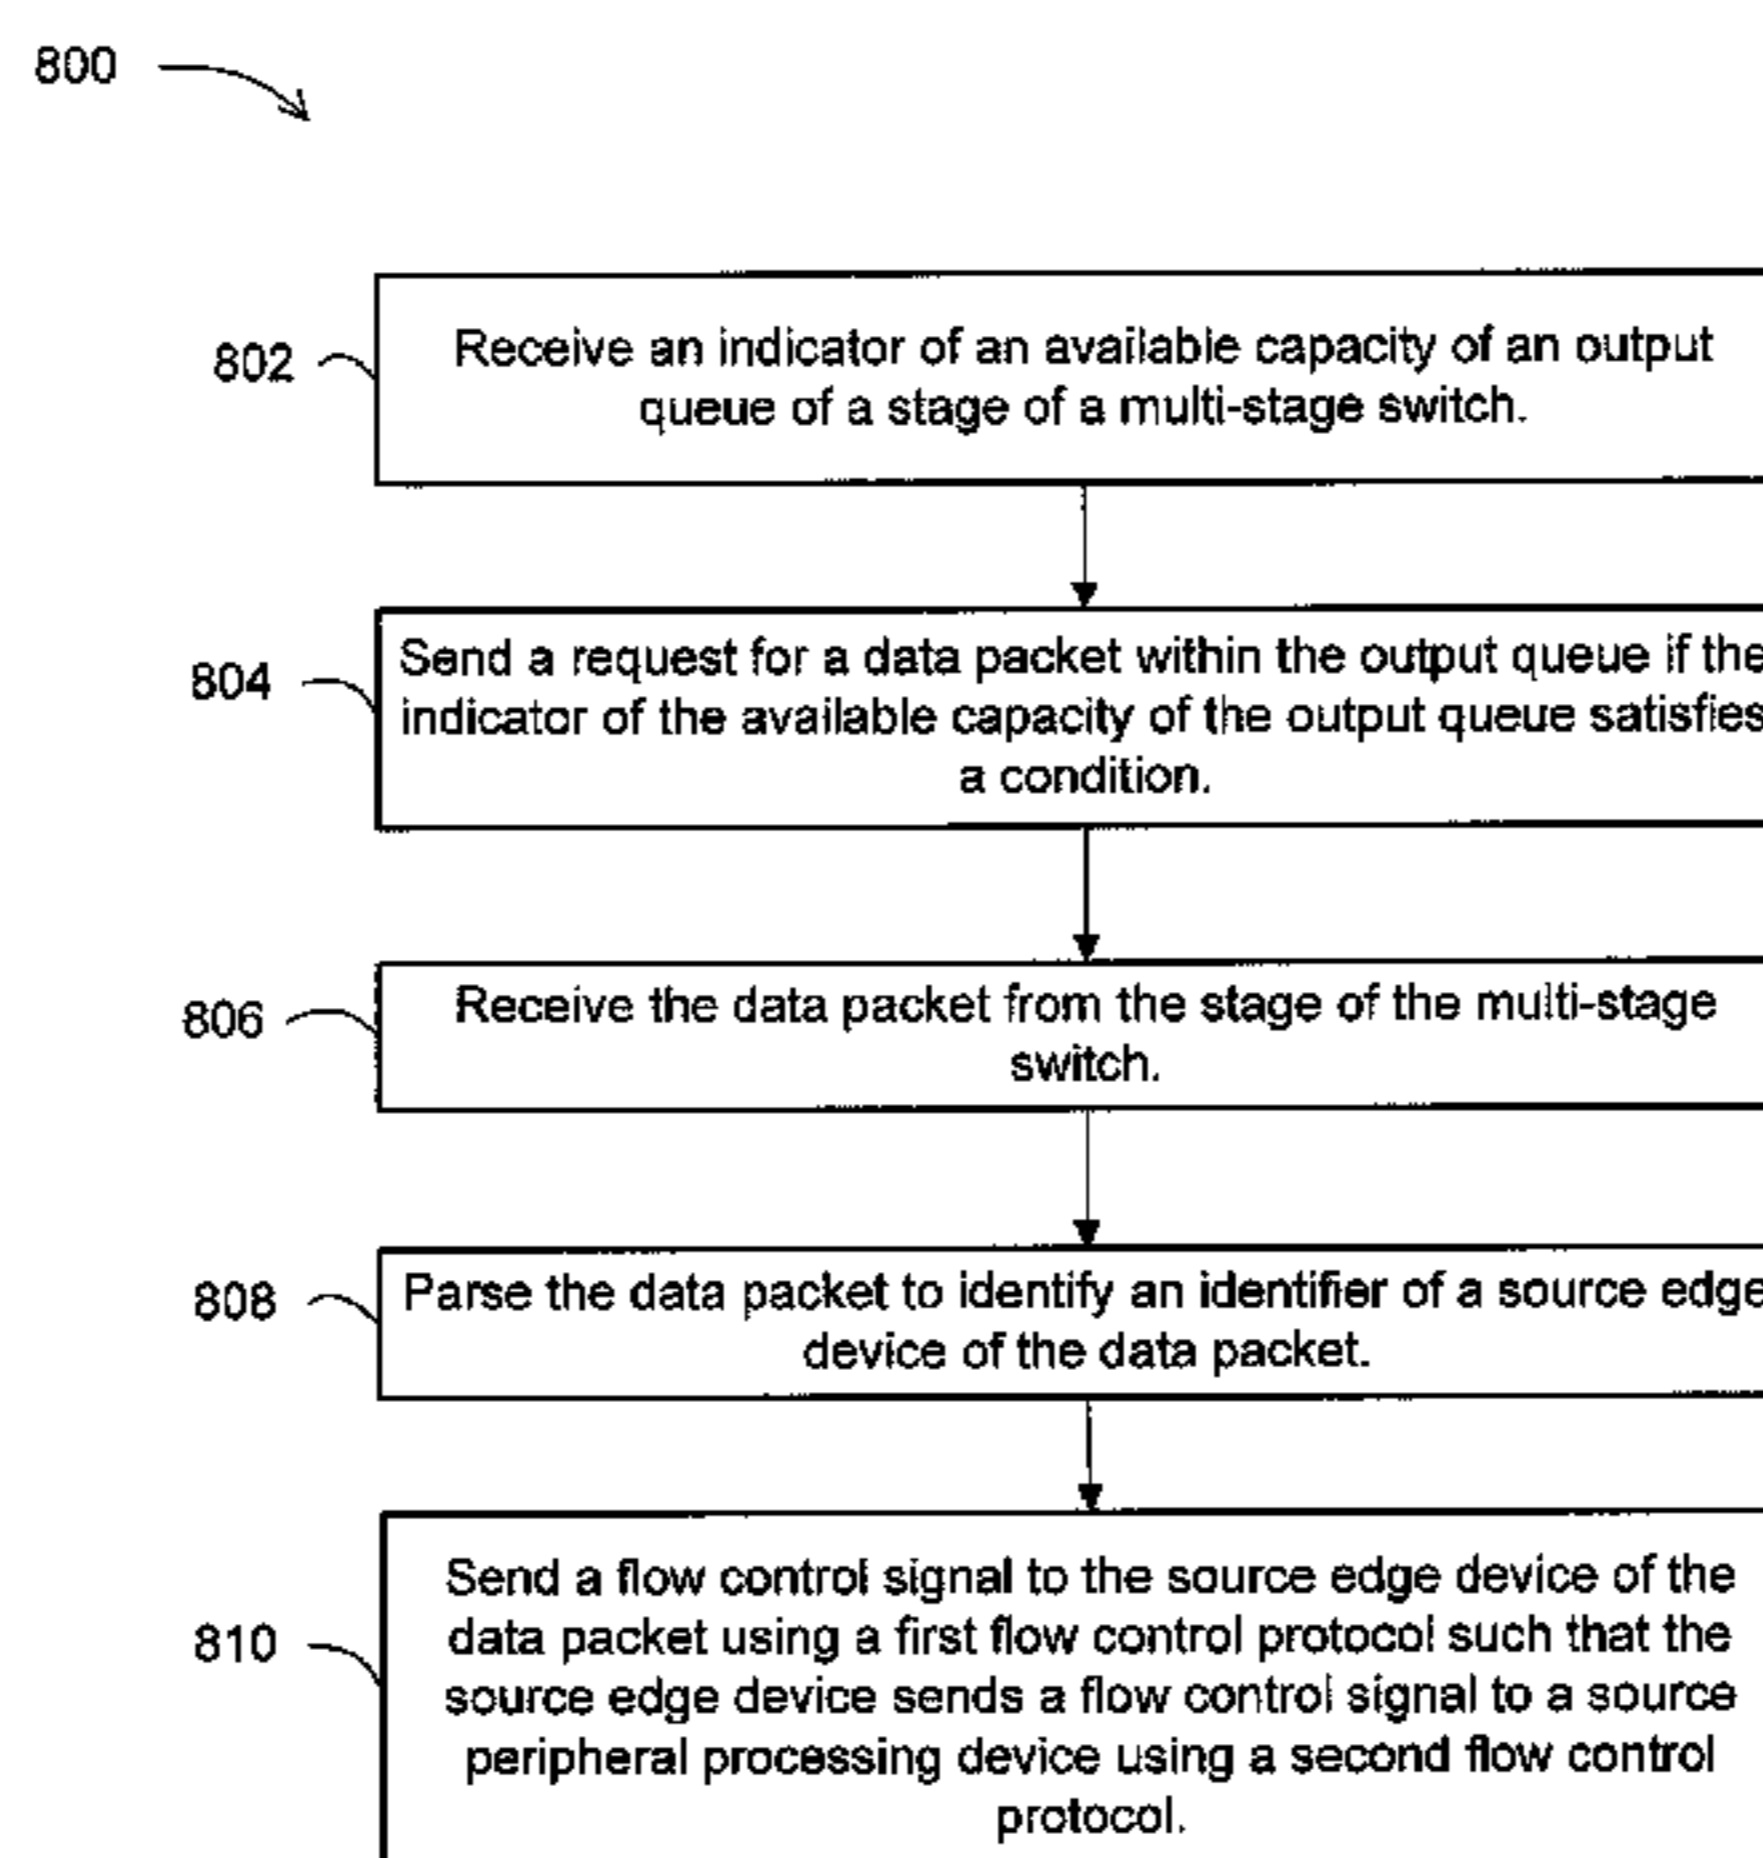 800
802
Receive an indicator of an available capacity of an output
queue of a stage of a multi-stage switch.
804
Send a request for a data packet within the output queue if the
indicator of the available capacity of the output queue satisfies
a condition.
806
Receive the data packet from the stage of the multi-stage
switch.
808
Parse the data packet to identify an identifier of a source edge
device of the data packet.
810
Send a flow control signal to the source edge device of the
data packet using a first flow control protocol such that the
source edge device sends a flow control signal to a source
peripheral processing device using a second flow control
protocol.